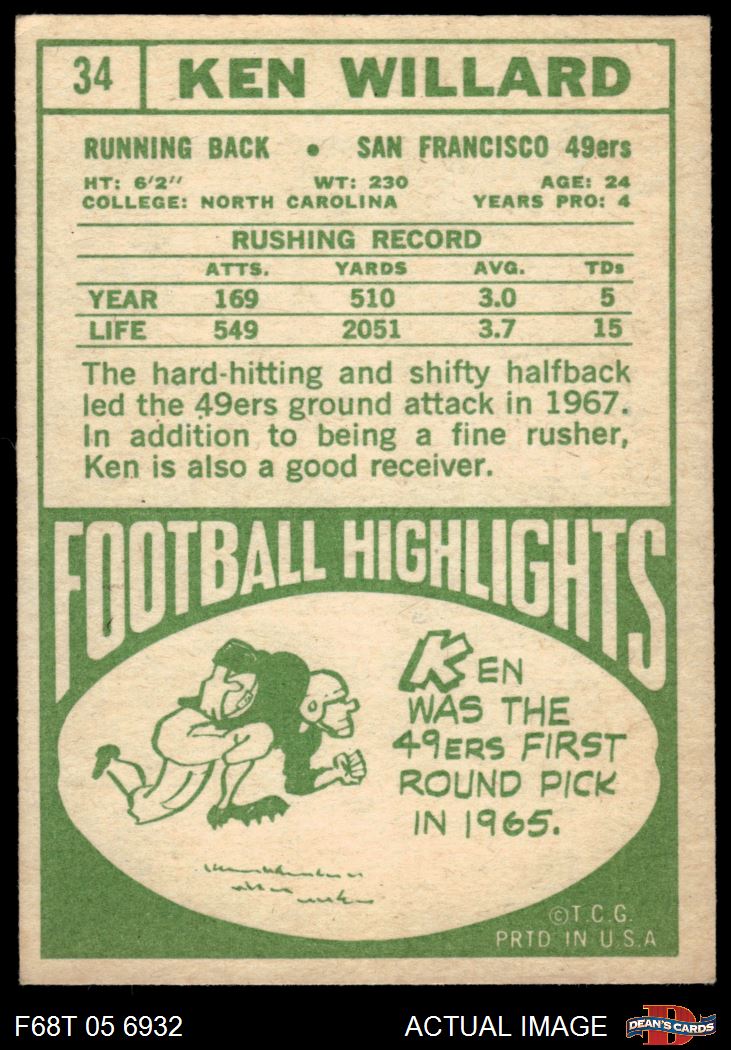 34 KEN WILLARD
RUNNING BACK • SAN FRANCISCO 49ers
HT: 6'2" WT: 230 AGE: 24
COLLEGE: NORTH CAROLINA YEARS PRO: 4
RUSHING RECORD
ATTS. YARDS AVG. TDs
YEAR 169 510 3.0 5
LIFE 549 2051 3.7 15
The hard-hitting and shifty halfback
led the 49ers ground attack in 1967.
In addition to being a fine rusher,
Ken is also a good receiver.
FOOTBALL HIGHLIGHTS
KEN
WAS THE
49ERS FIRST
ROUND PICK
IN 1965.
©T.C.G.
PRTD IN U.S.A
F68T 05 6932 ACTUAL IMAGE D DEAN'S CARDS